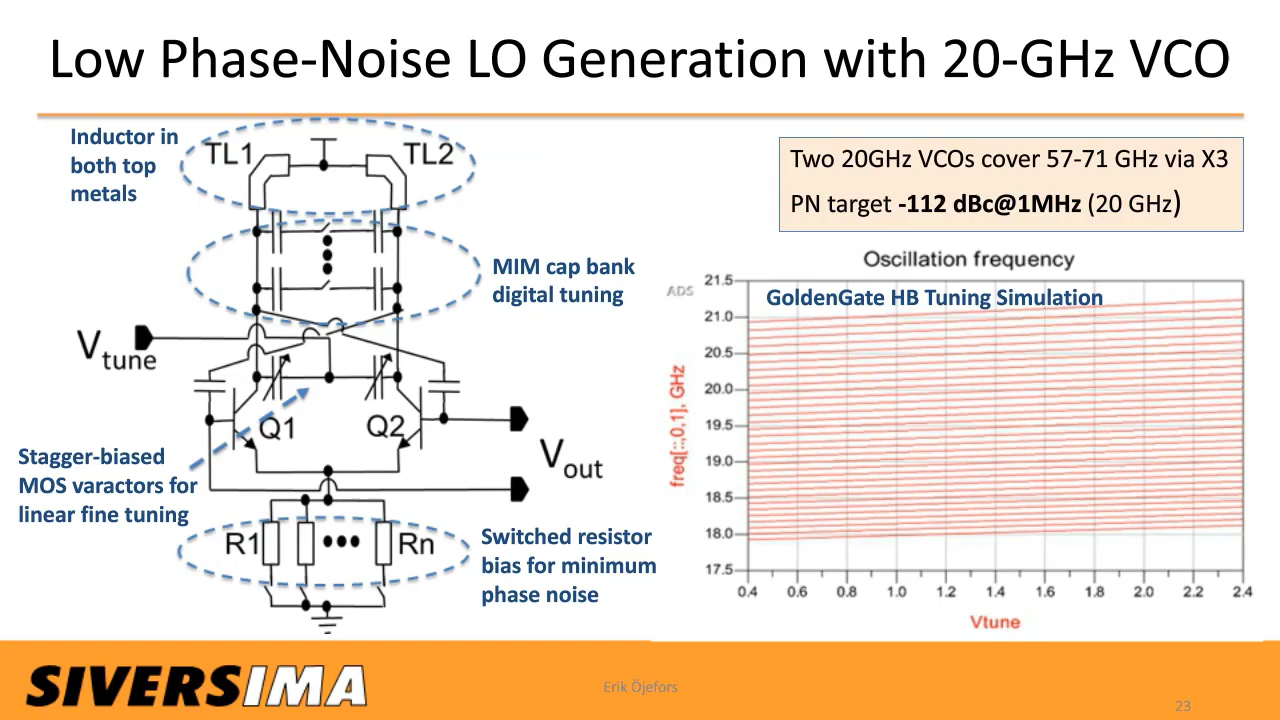 Low Phase-Noise LO Generation with 20-GHz VCO
Inductor in
both top
metals
TL1
TL2
MIM cap bank
digital tuning
Vtune
Q1
Q2
Vout
Stagger-biased
MOS varactors for
linear fine tuning
R1
Rn
Switched resistor
bias for minimum
phase noise
Two 20GHz VCOs cover 57-71 GHz via X3
PN target -112 dBc@1MHz (20 GHz)
Oscillation frequency
ADS
GoldenGate HB Tuning Simulation
freq[::,0,1], GHz
21.5
21.0
20.5
20.0
19.5
19.0
18.5
18.0
17.5
0.4 0.6 0.8 1.0 1.2 1.4 1.6 1.8 2.0 2.2 2.4
Vtune
SIVERSIMA
Erik Öjefors
23